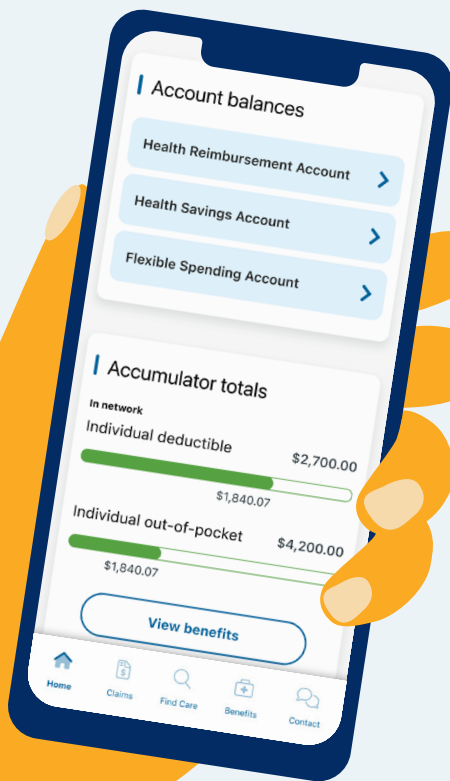 Account balances
Health Reimbursement Account
Health Savings Account
Flexible Spending Account
Accumulator totals
In network
Individual deductible $2,700.00
$1,840.07
Individual out-of-pocket $4,200.00
$1,840.07
View benefits
Home Claims Find Care Benefits Contact